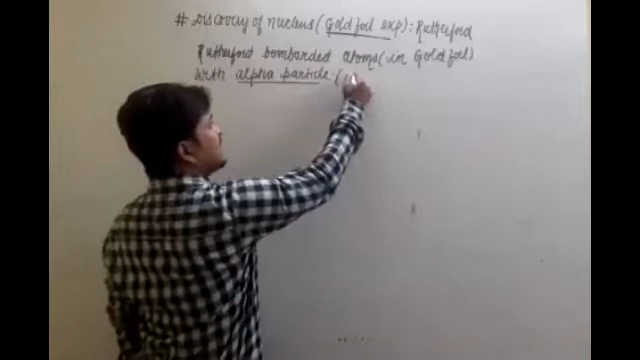 # Discovery of nucleus (Gold foil exp): Rutherford
Rutherford bombarded atoms (in Gold foil)
with alpha particle (